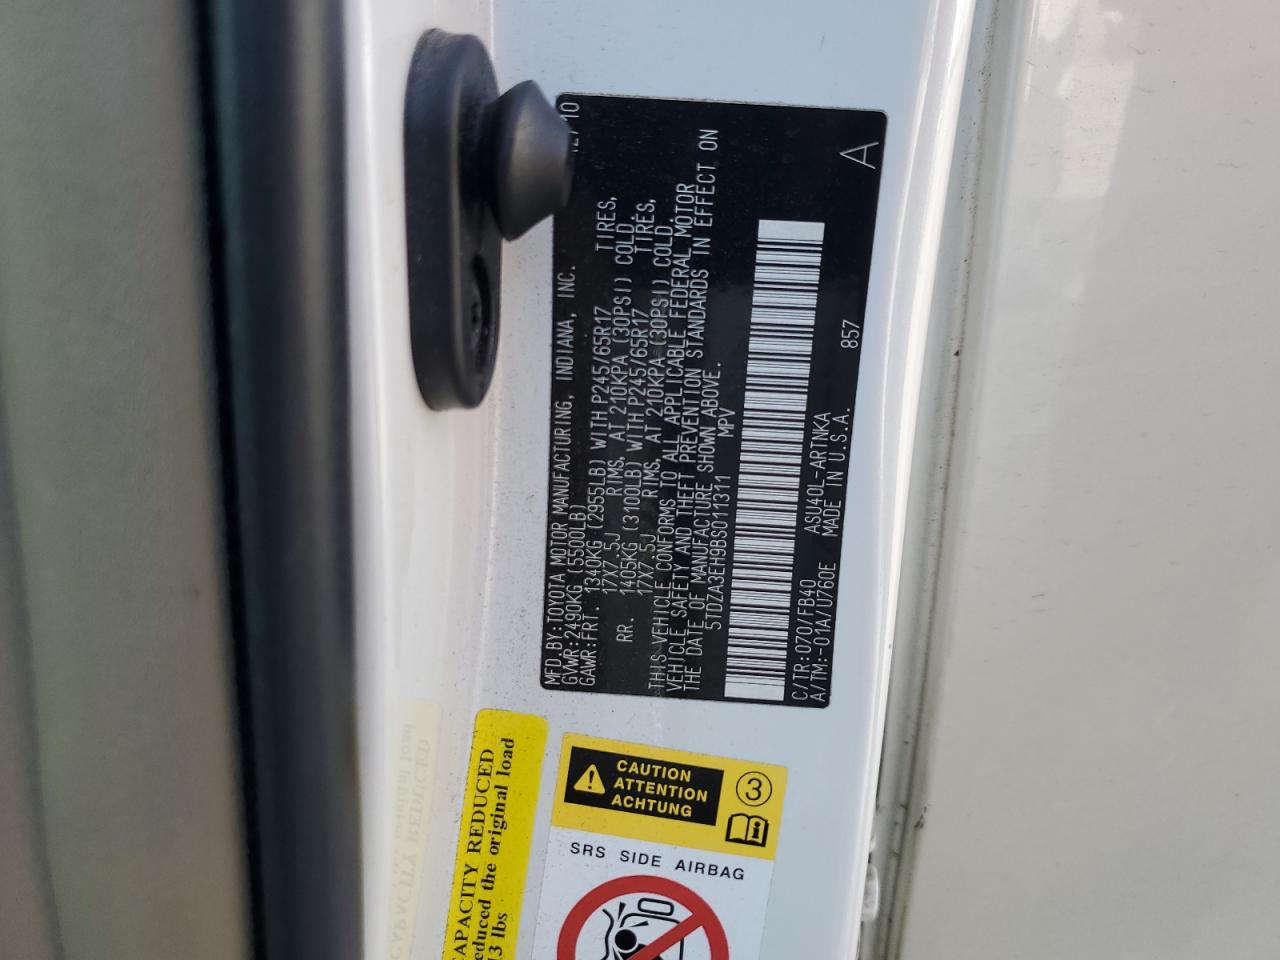 MFD.BY:TOYOTA MOTOR MANUFACTURING, INDIANA, INC. 10
GVWR:2490KG (5500LB)
GAWR:FRT. 1340KG (2955LB) WITH P245/65R17 TIRES,
17X7.5J RIMS, AT 210KPA (30PSI) COLD.
RR. 1405KG (3100LB) WITH P245/65R17 TIRES,
17X7.5J RIMS, AT 210KPA (30PSI) COLD.
THIS VEHICLE CONFORMS TO ALL APPLICABLE FEDERAL MOTOR
VEHICLE SAFETY AND THEFT PREVENTION STANDARDS IN EFFECT ON
THE DATE OF MANUFACTURE SHOWN ABOVE.
5TDZA3EH9BS011311 MPV
A
C/TR:070/FB40 ASU40L-ARTNKA 857
A/TM:-01A/U760E MADE IN U.S.A.
CAPACITY REDUCED
reduced the original load
13 lbs
CAUTION
ATTENTION
ACHTUNG
3
SRS SIDE AIRBAG